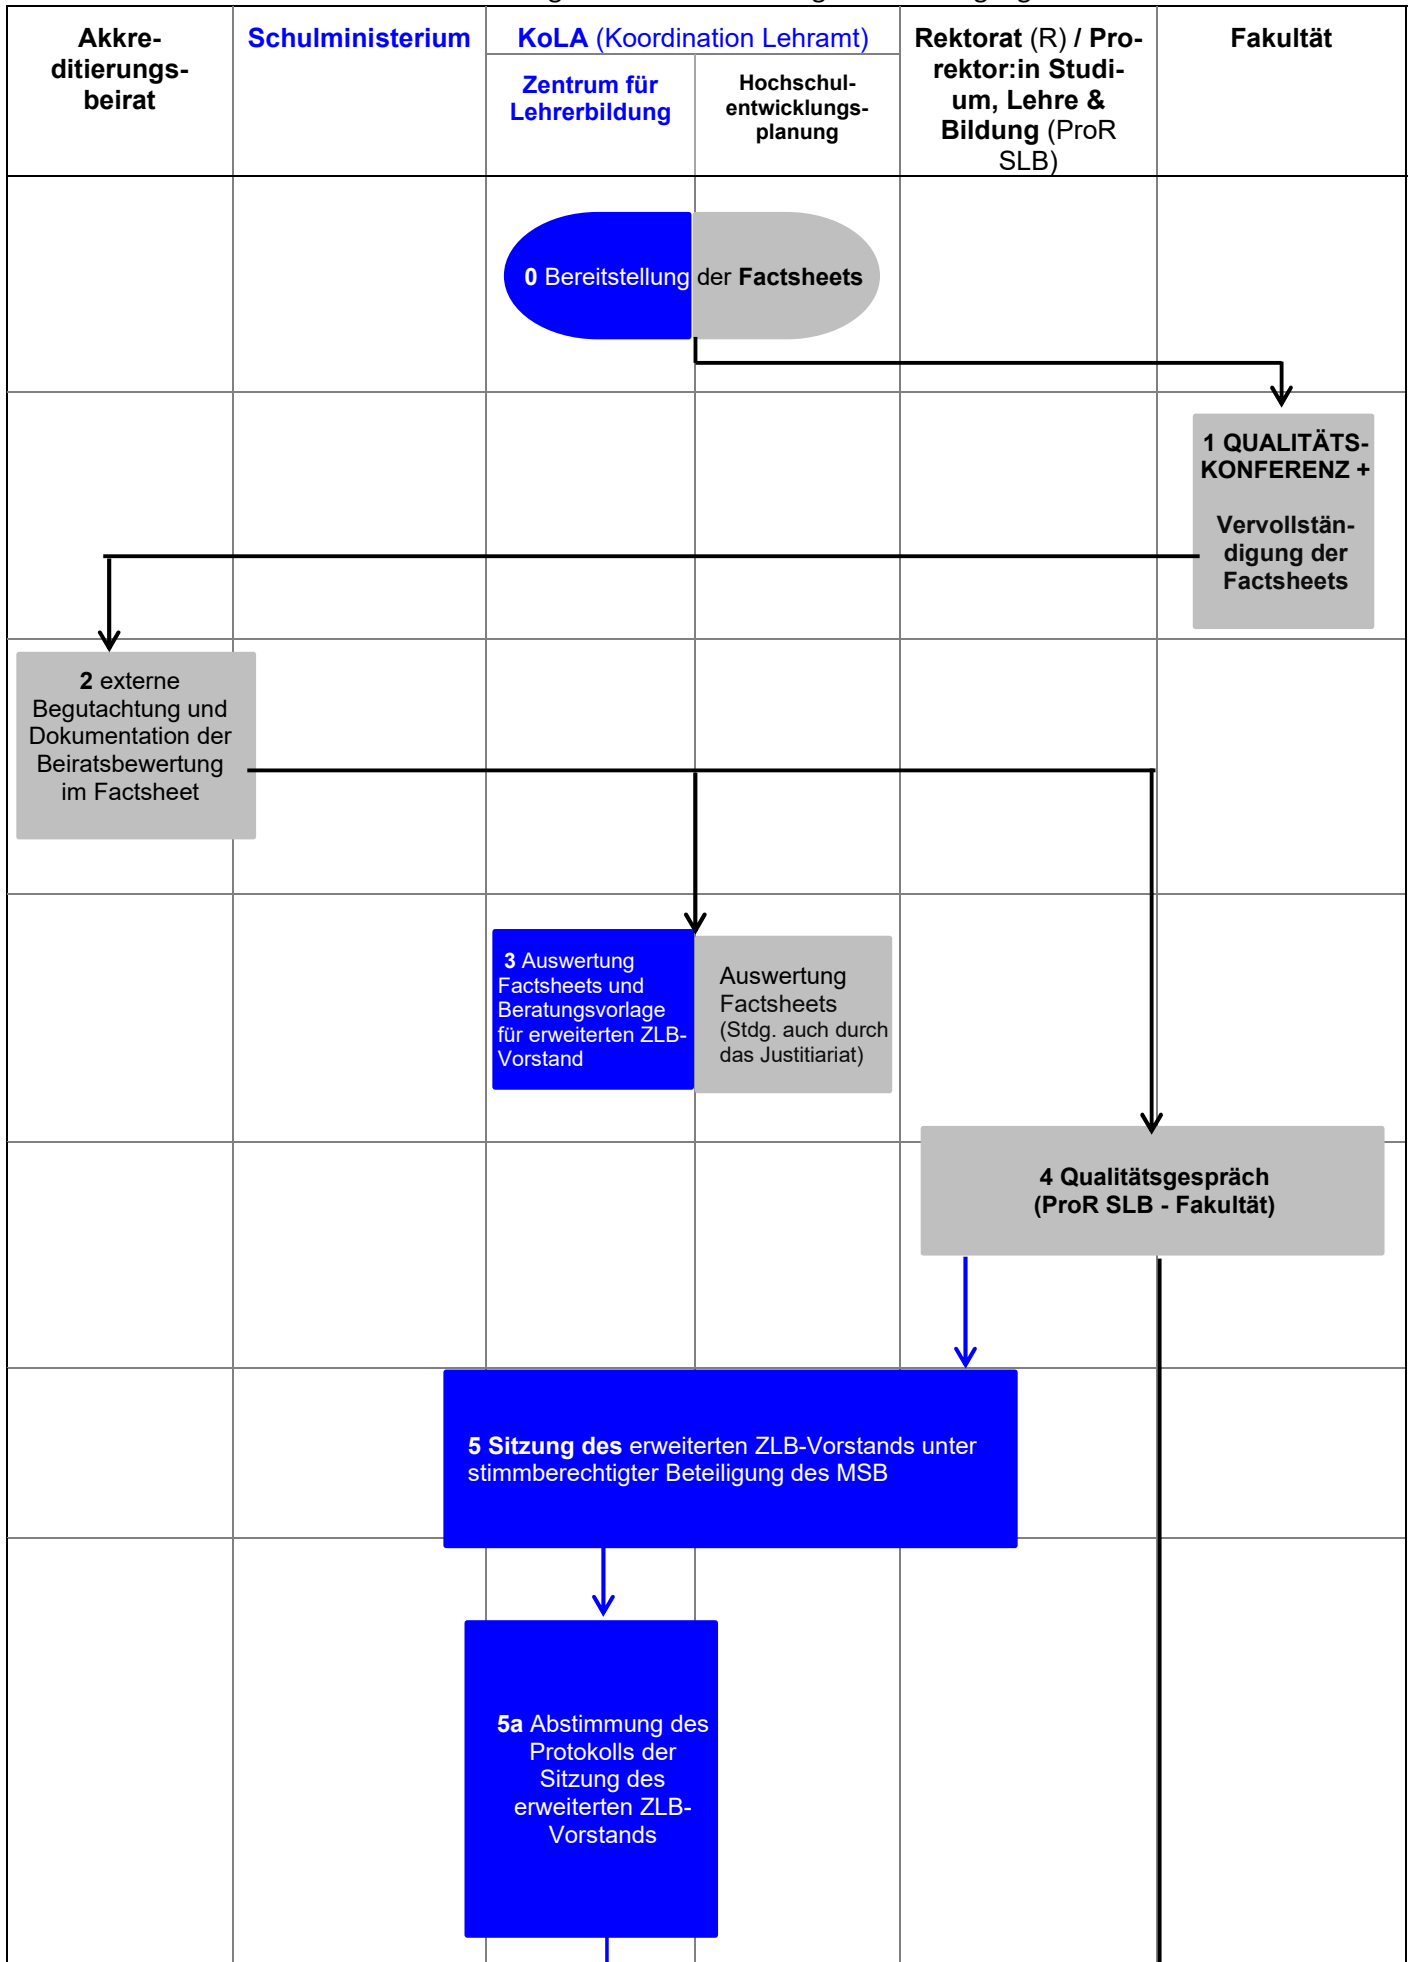 Akkre-
ditierungs-
beirat
Schulministerium
KoLA (Koordination Lehramt)
Zentrum für
Lehrerbildung
Hochschul-
entwicklungs-
planung
Rektorat (R) / Pro-
rektor:in Studi-
um, Lehre &
Bildung (ProR
SLB)
Fakultät
0 Bereitstellung der Factsheets
1 QUALITÄTS-
KONFERENZ +
Vervollstän-
digung der
Factsheets
2 externe
Begutachtung und
Dokumentation der
Beiratsbewertung
im Factsheet
3 Auswertung
Factsheets und
Beratungsvorlage
für erweiterten ZLB-
Vorstand
Auswertung
Factsheets
(Stdg. auch durch
das Justitiariat)
4 Qualitätsgespräch
(ProR SLB - Fakultät)
5 Sitzung des erweiterten ZLB-Vorstands unter
stimmberechtigter Beteiligung des MSB
5a Abstimmung des
Protokolls der
Sitzung des
erweiterten ZLB-
Vorstands